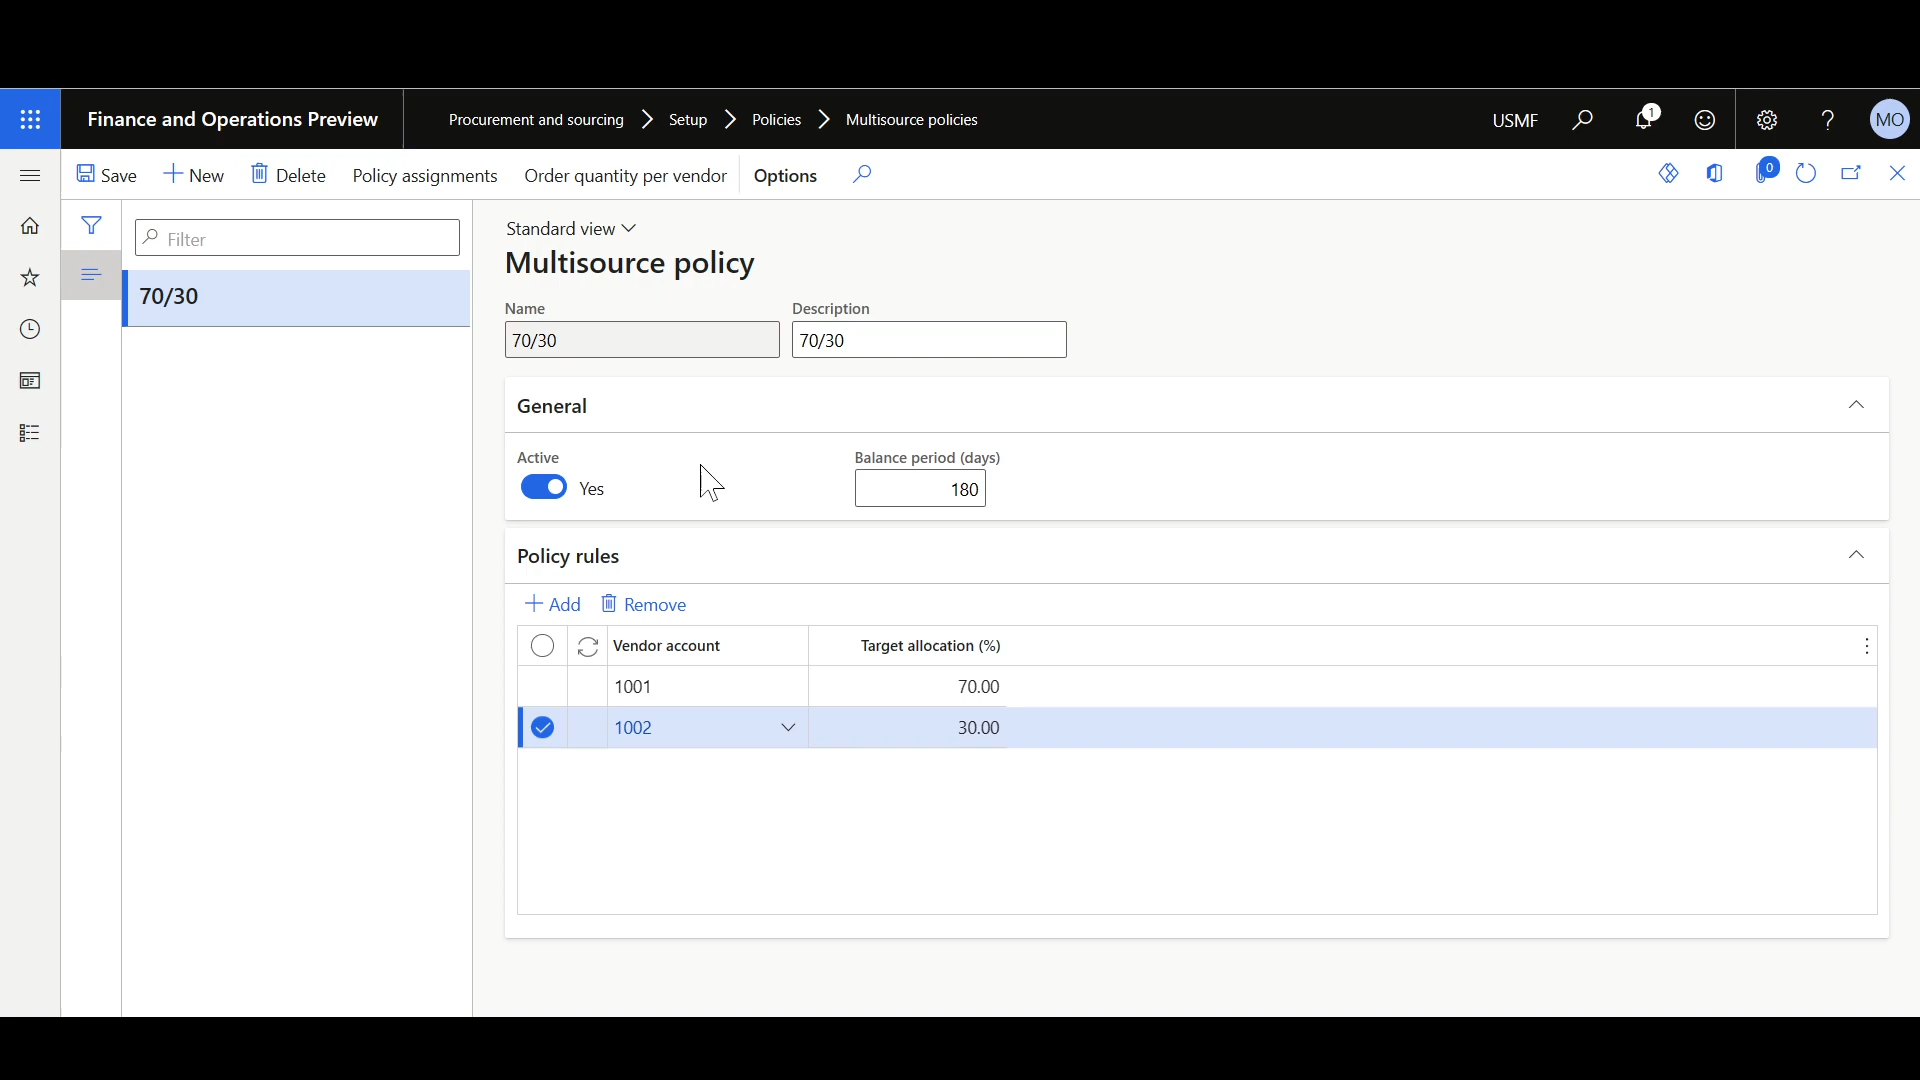 Finance and Operations Preview
Procurement and sourcing Setup Policies Multisource policies
USMF 1 ? MO
Save New Delete Policy assignments Order quantity per vendor Options 0
Filter
70/30
Standard view
Multisource policy
Name Description
70/30 70/30
General
Active Balance period (days)
Yes 180
Policy rules
Add Remove
Vendor account Target allocation (%)
1001 70.00
1002 30.00